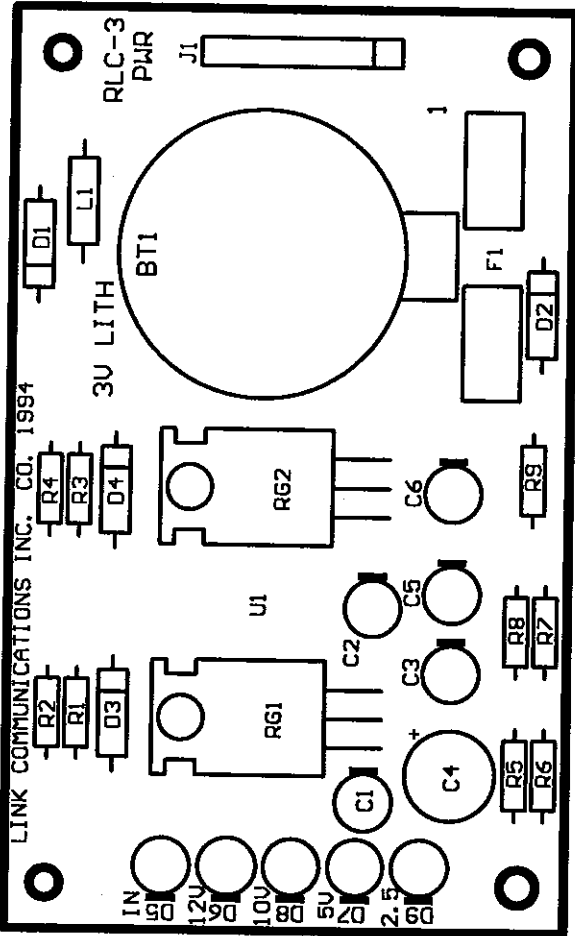 LINK COMMUNICATIONS INC. CO. 1994
RLC-3
PWR
J1
D1
L1
3V LITH
BT1
1
F1
D2
R4
R3
D4
RG2
C6
R9
U1
C2
C5
R8
R7
R2
R1
D3
RG1
C3
+
C4
C1
R5
R6
IN
D5
12V
D6
10V
D8
5V
D7
2.5
D9